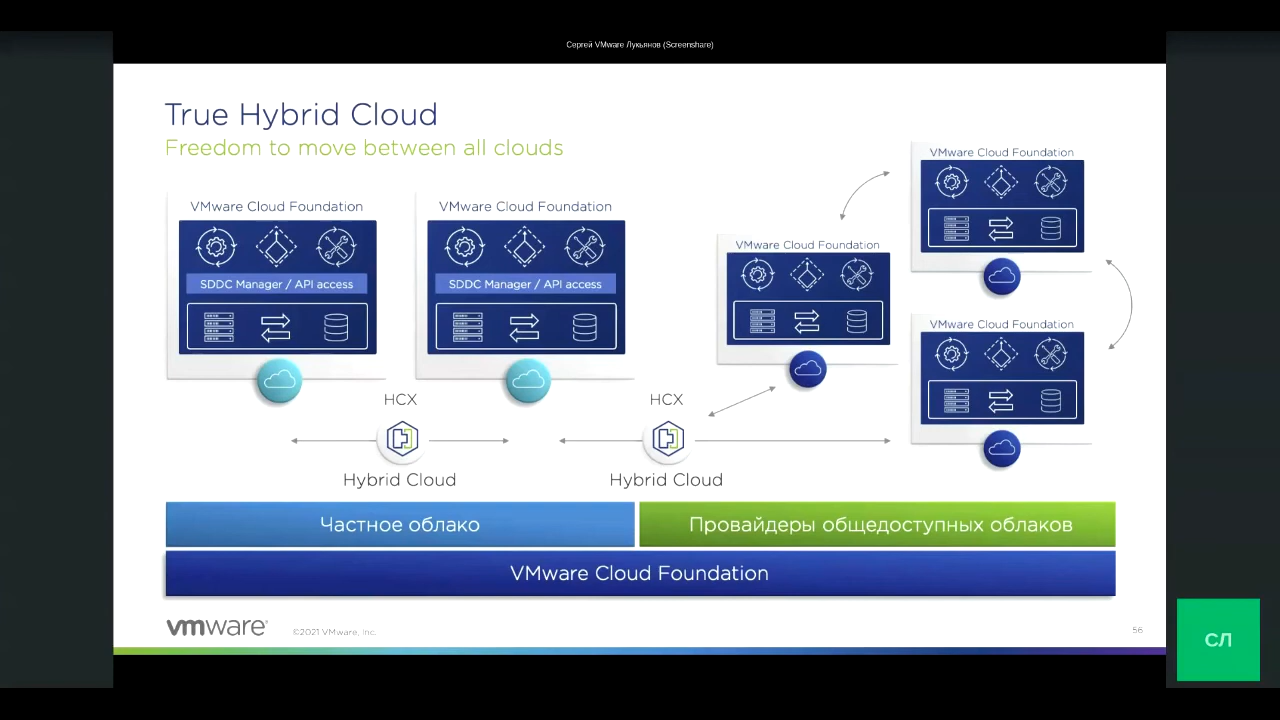 Сергей VMware Лукьянов (Screenshare)
True Hybrid Cloud
Freedom to move between all clouds
VMware Cloud Foundation
SDDC Manager / API access
VMware Cloud Foundation
SDDC Manager / API access
VMware Cloud Foundation
VMware Cloud Foundation
VMware Cloud Foundation
HCX
Hybrid Cloud
HCX
Hybrid Cloud
Частное облако
Провайдеры общедоступных облаков
VMware Cloud Foundation
vmware®
©2021 VMware, Inc.
56
СЛ